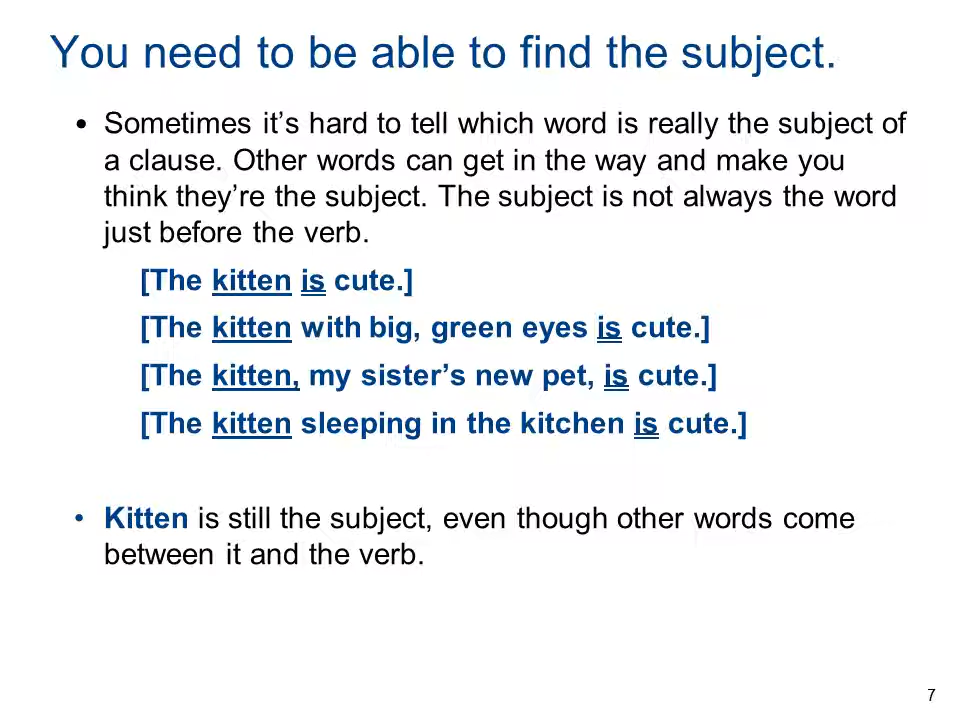 You need to be able to find the subject.
• Sometimes it’s hard to tell which word is really the subject of
a clause. Other words can get in the way and make you
think they’re the subject. The subject is not always the word
just before the verb.
[The kitten is cute.]
[The kitten with big, green eyes is cute.]
[The kitten, my sister’s new pet, is cute.]
[The kitten sleeping in the kitchen is cute.]
• Kitten is still the subject, even though other words come
between it and the verb.
7